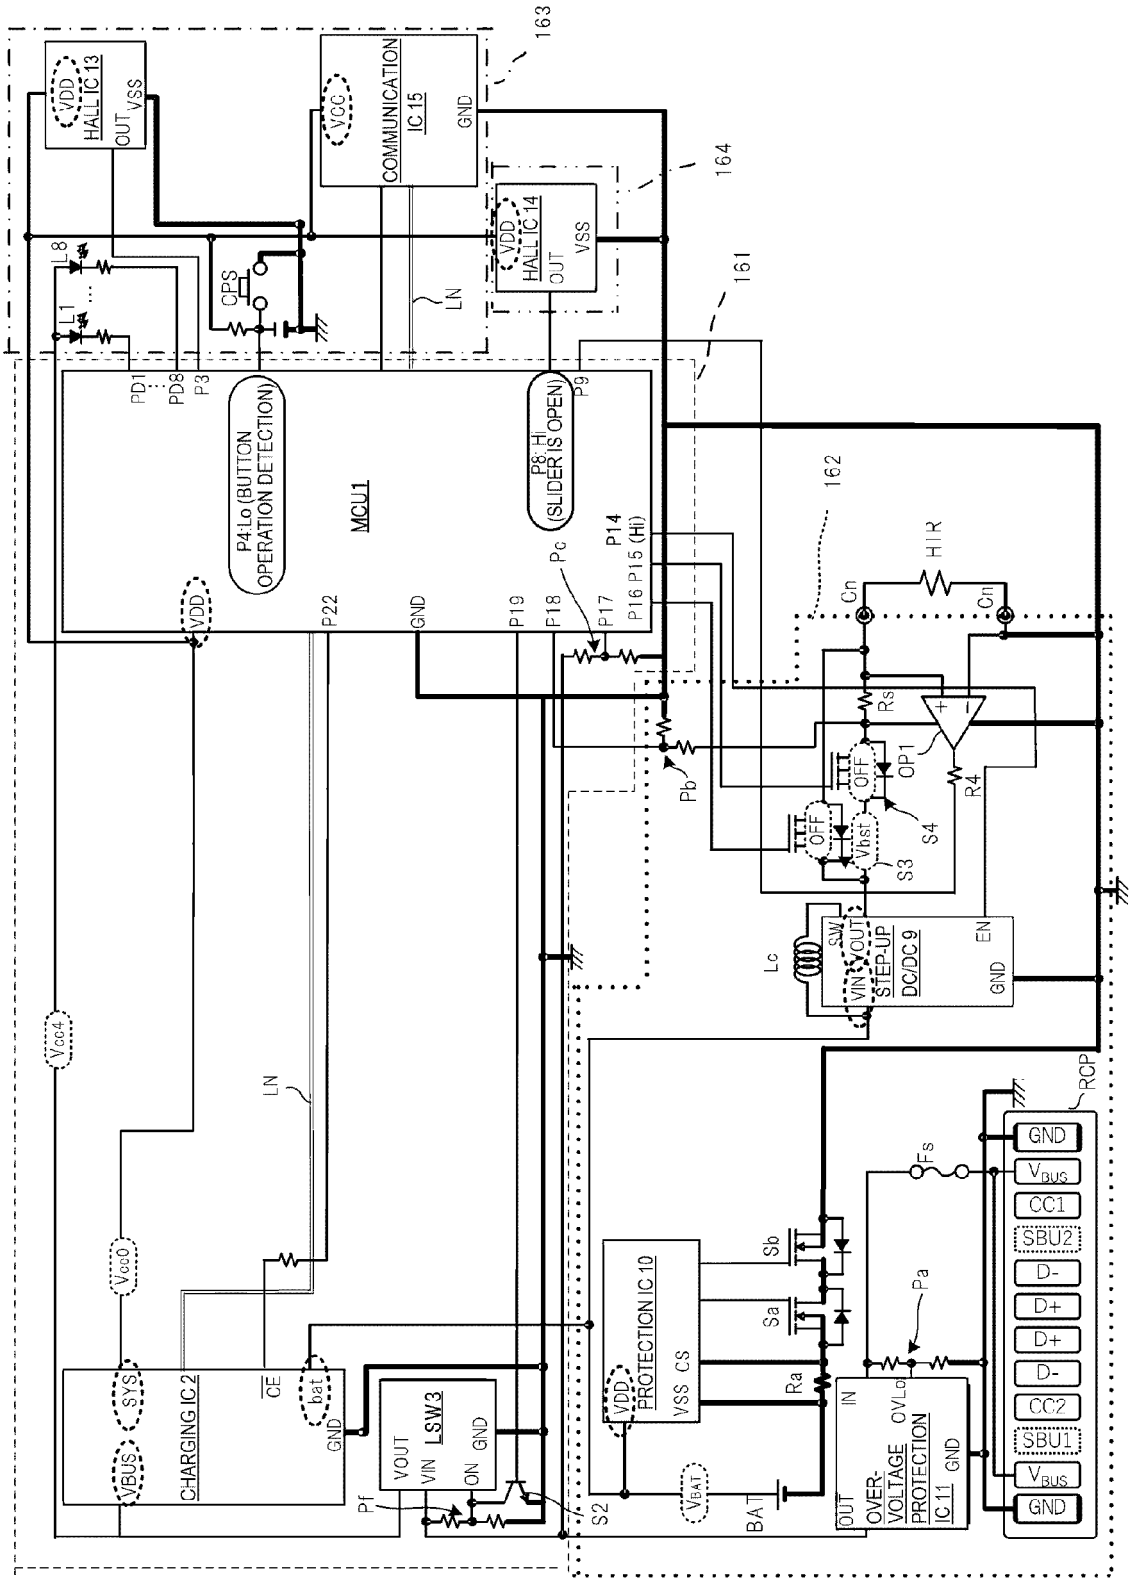 163
VDD
HALL IC 13
OUT
VSS
VCC
COMMUNICATION
IC 15
GND
164
VDD
HALL IC 14
OUT
VSS
L8
L1
CPS
LN
161
PD1
PD8
P3
P4:Lo (BUTTON
OPERATION DETECTION)
P8: Hi
(SLIDER IS OPEN)
P9
MCU1
VDD
P22
GND
P19
P18
P17
P16
P15
P14
(Hi)
Pc
162
HTR
Cn
Cn
Rs
OP1
+
−
R4
Pb
OFF
OFF
S4
Vbst
S3
Vcc4
Vcc0
LN
Lc
SW
VIN
VOUT
STEP-UP
DC/DC 9
EN
GND
VBUS
SYS
CHARGING IC 2
CE
bat
GND
VOUT
VIN
LSW3
ON
GND
Pf
S2
PROTECTION IC 10
VDD
VSS
CS
Sb
Sa
Ra
VBAT
BAT
Fs
Pa
IN
OVLo
OUT
OVER-
VOLTAGE
PROTECTION
IC 11
GND
RCP
GND
VBUS
CC1
SBU2
D-
D+
D+
D-
CC2
SBU1
VBUS
GND